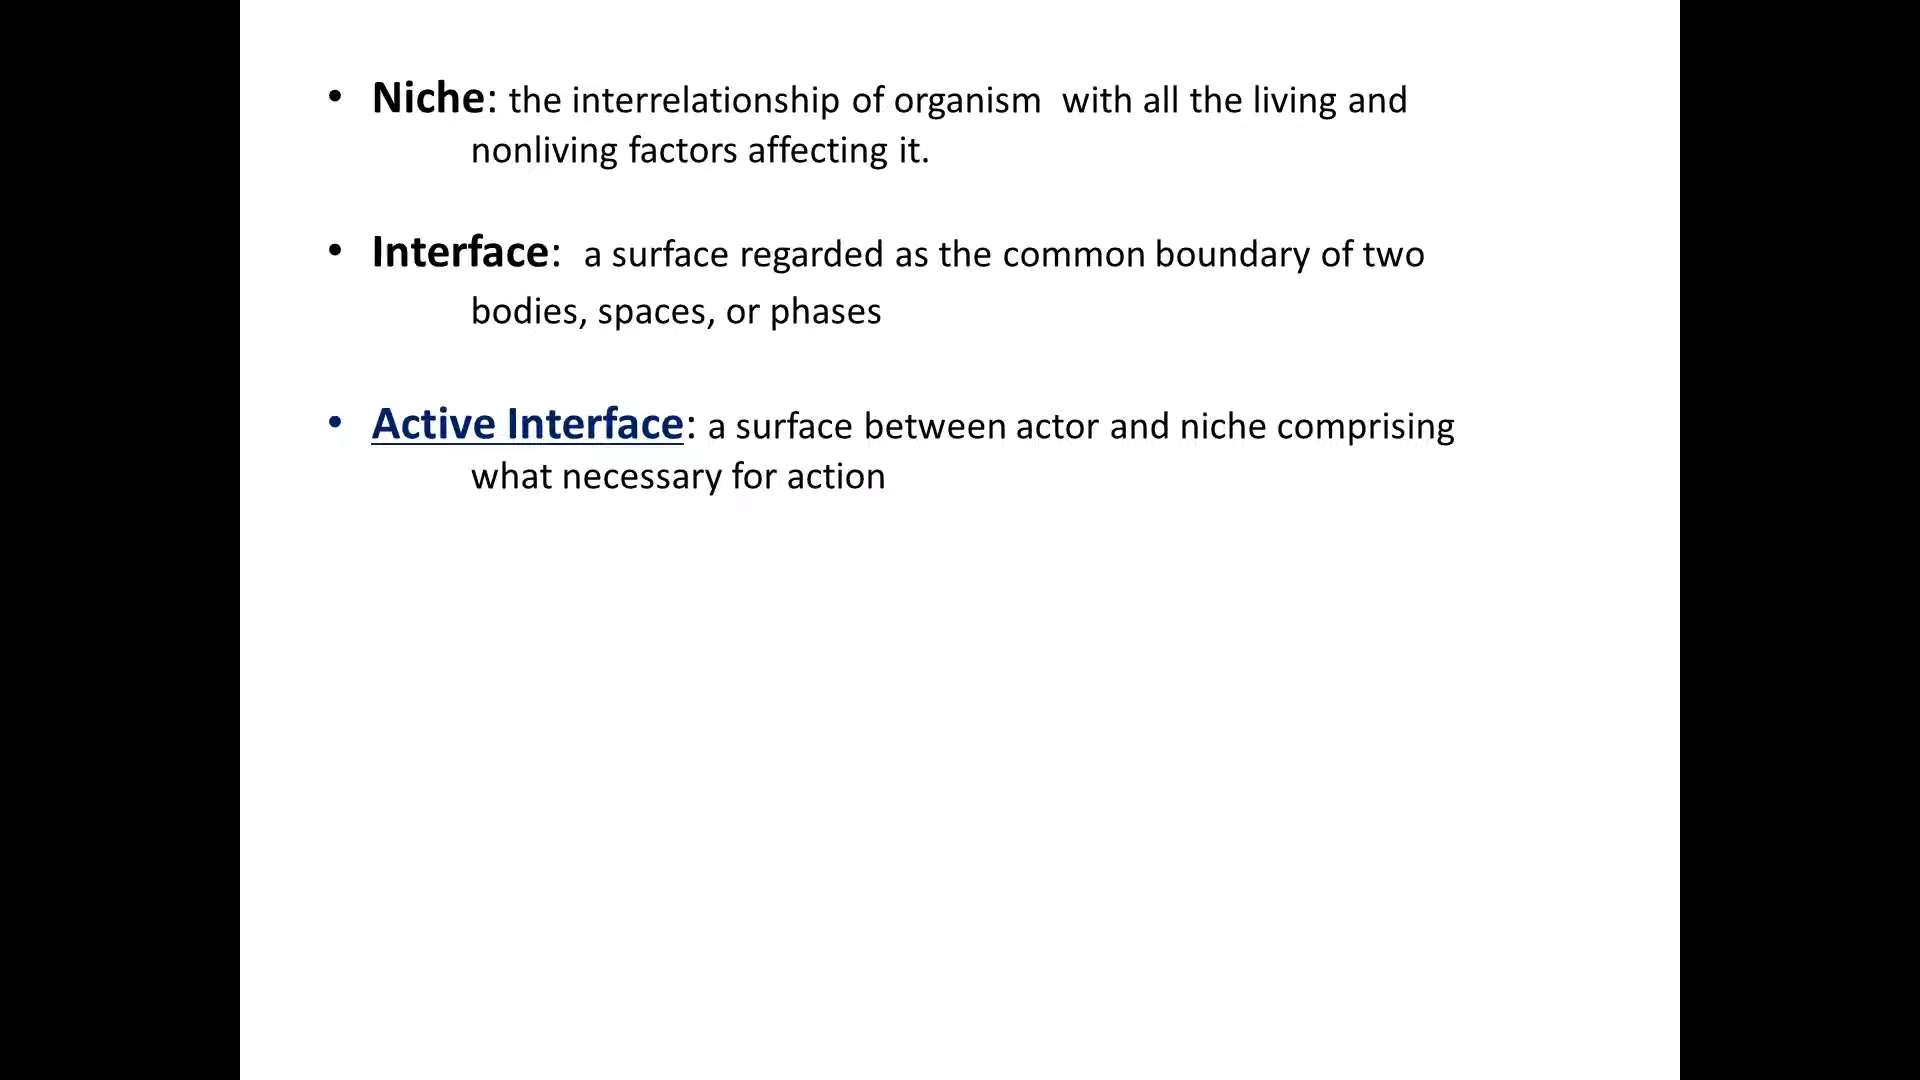 • Niche: the interrelationship of organism  with all the living and
nonliving factors affecting it.
• Interface:  a surface regarded as the common boundary of two
bodies, spaces, or phases
• Active Interface: a surface between actor and niche comprising
what necessary for action